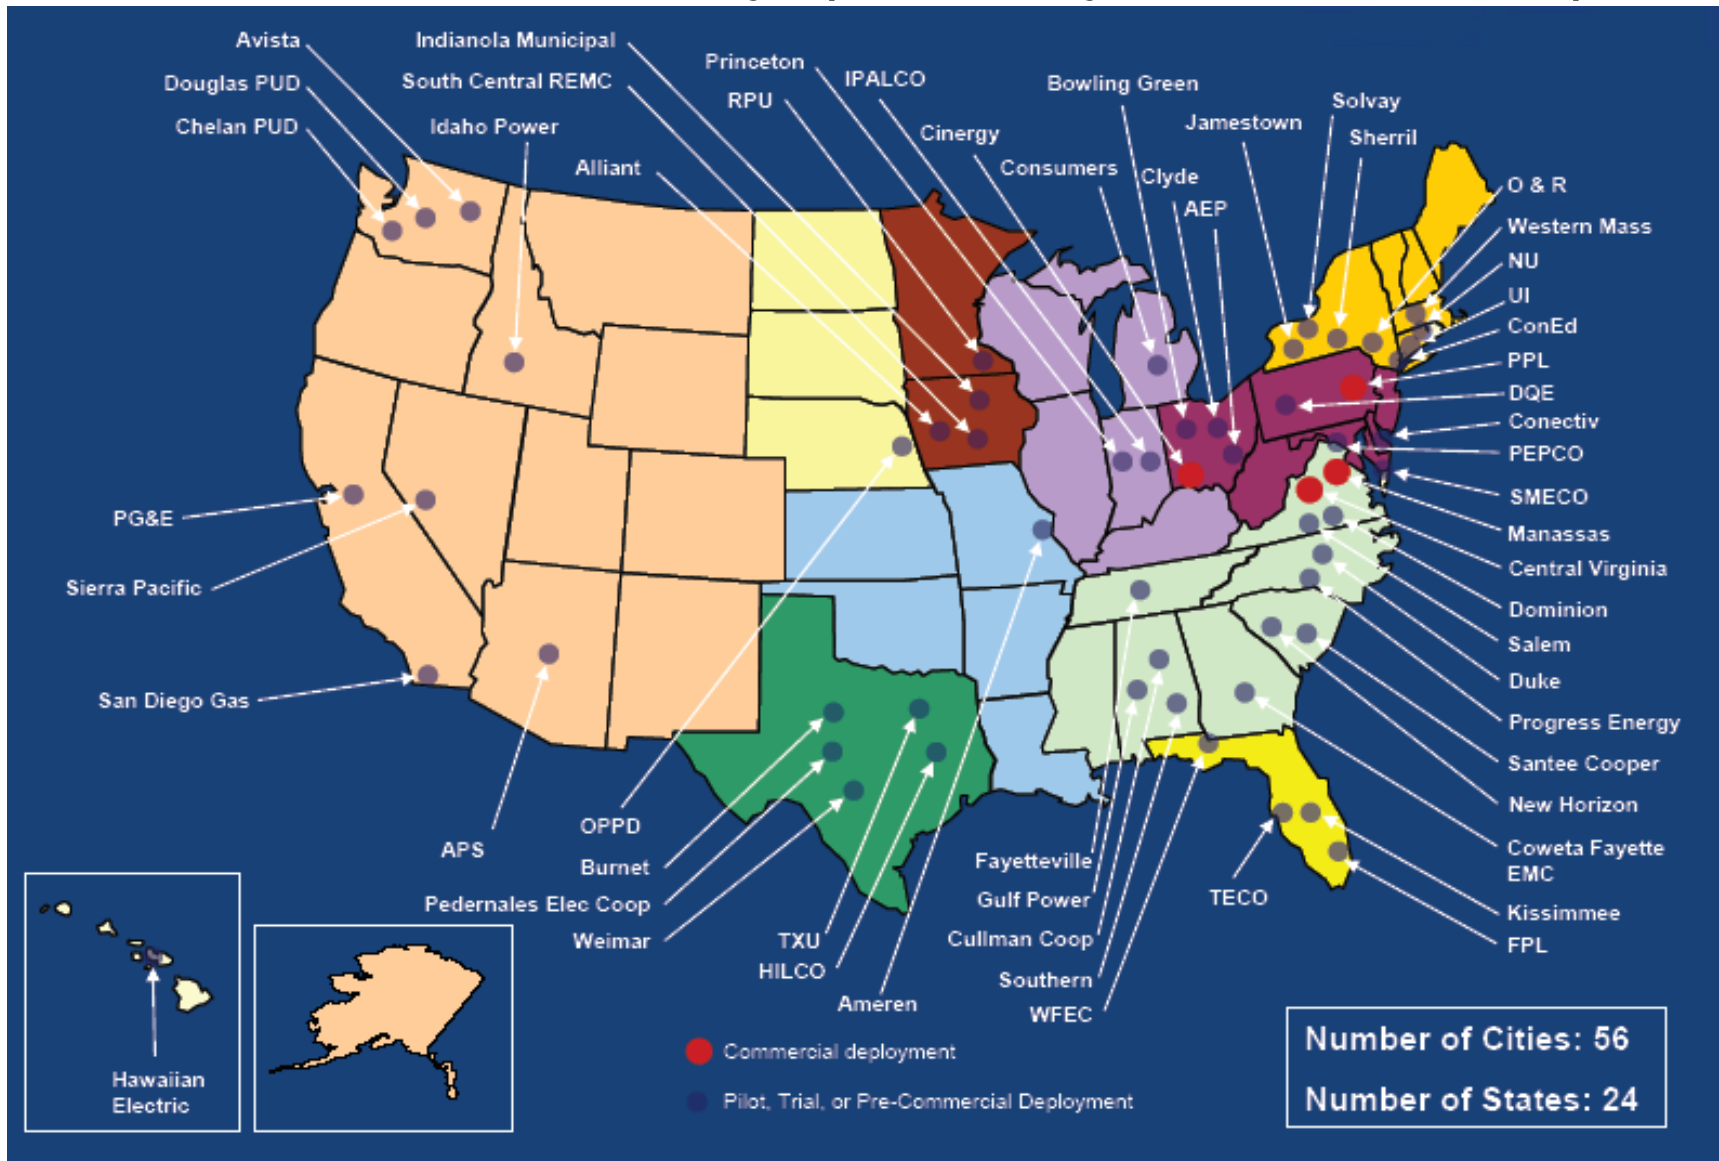 Avista
Indianola Municipal
Douglas PUD
South Central REMC
Chelan PUD
Idaho Power
Alliant
Princeton
RPU
IPALCO
Cinergy
Bowling Green
Consumers
Clyde
AEP
Jamestown
Solvay
Sherril
O & R
Western Mass
NU
UI
ConEd
PPL
DQE
Conectiv
PEPCO
SMECO
Manassas
Central Virginia
Dominion
Salem
Duke
Progress Energy
Santee Cooper
New Horizon
Coweta Fayette
EMC
Kissimmee
FPL
PG&E
Sierra Pacific
San Diego Gas
APS
OPPD
Burnet
Pedernales Elec Coop
Weimar
TXU
HILCO
Ameren
Fayetteville
Gulf Power
Cullman Coop
Southern
WFEC
TECO
Hawaiian
Electric
Commercial deployment
Pilot, Trial, or Pre-Commercial Deployment
Number of Cities: 56
Number of States: 24